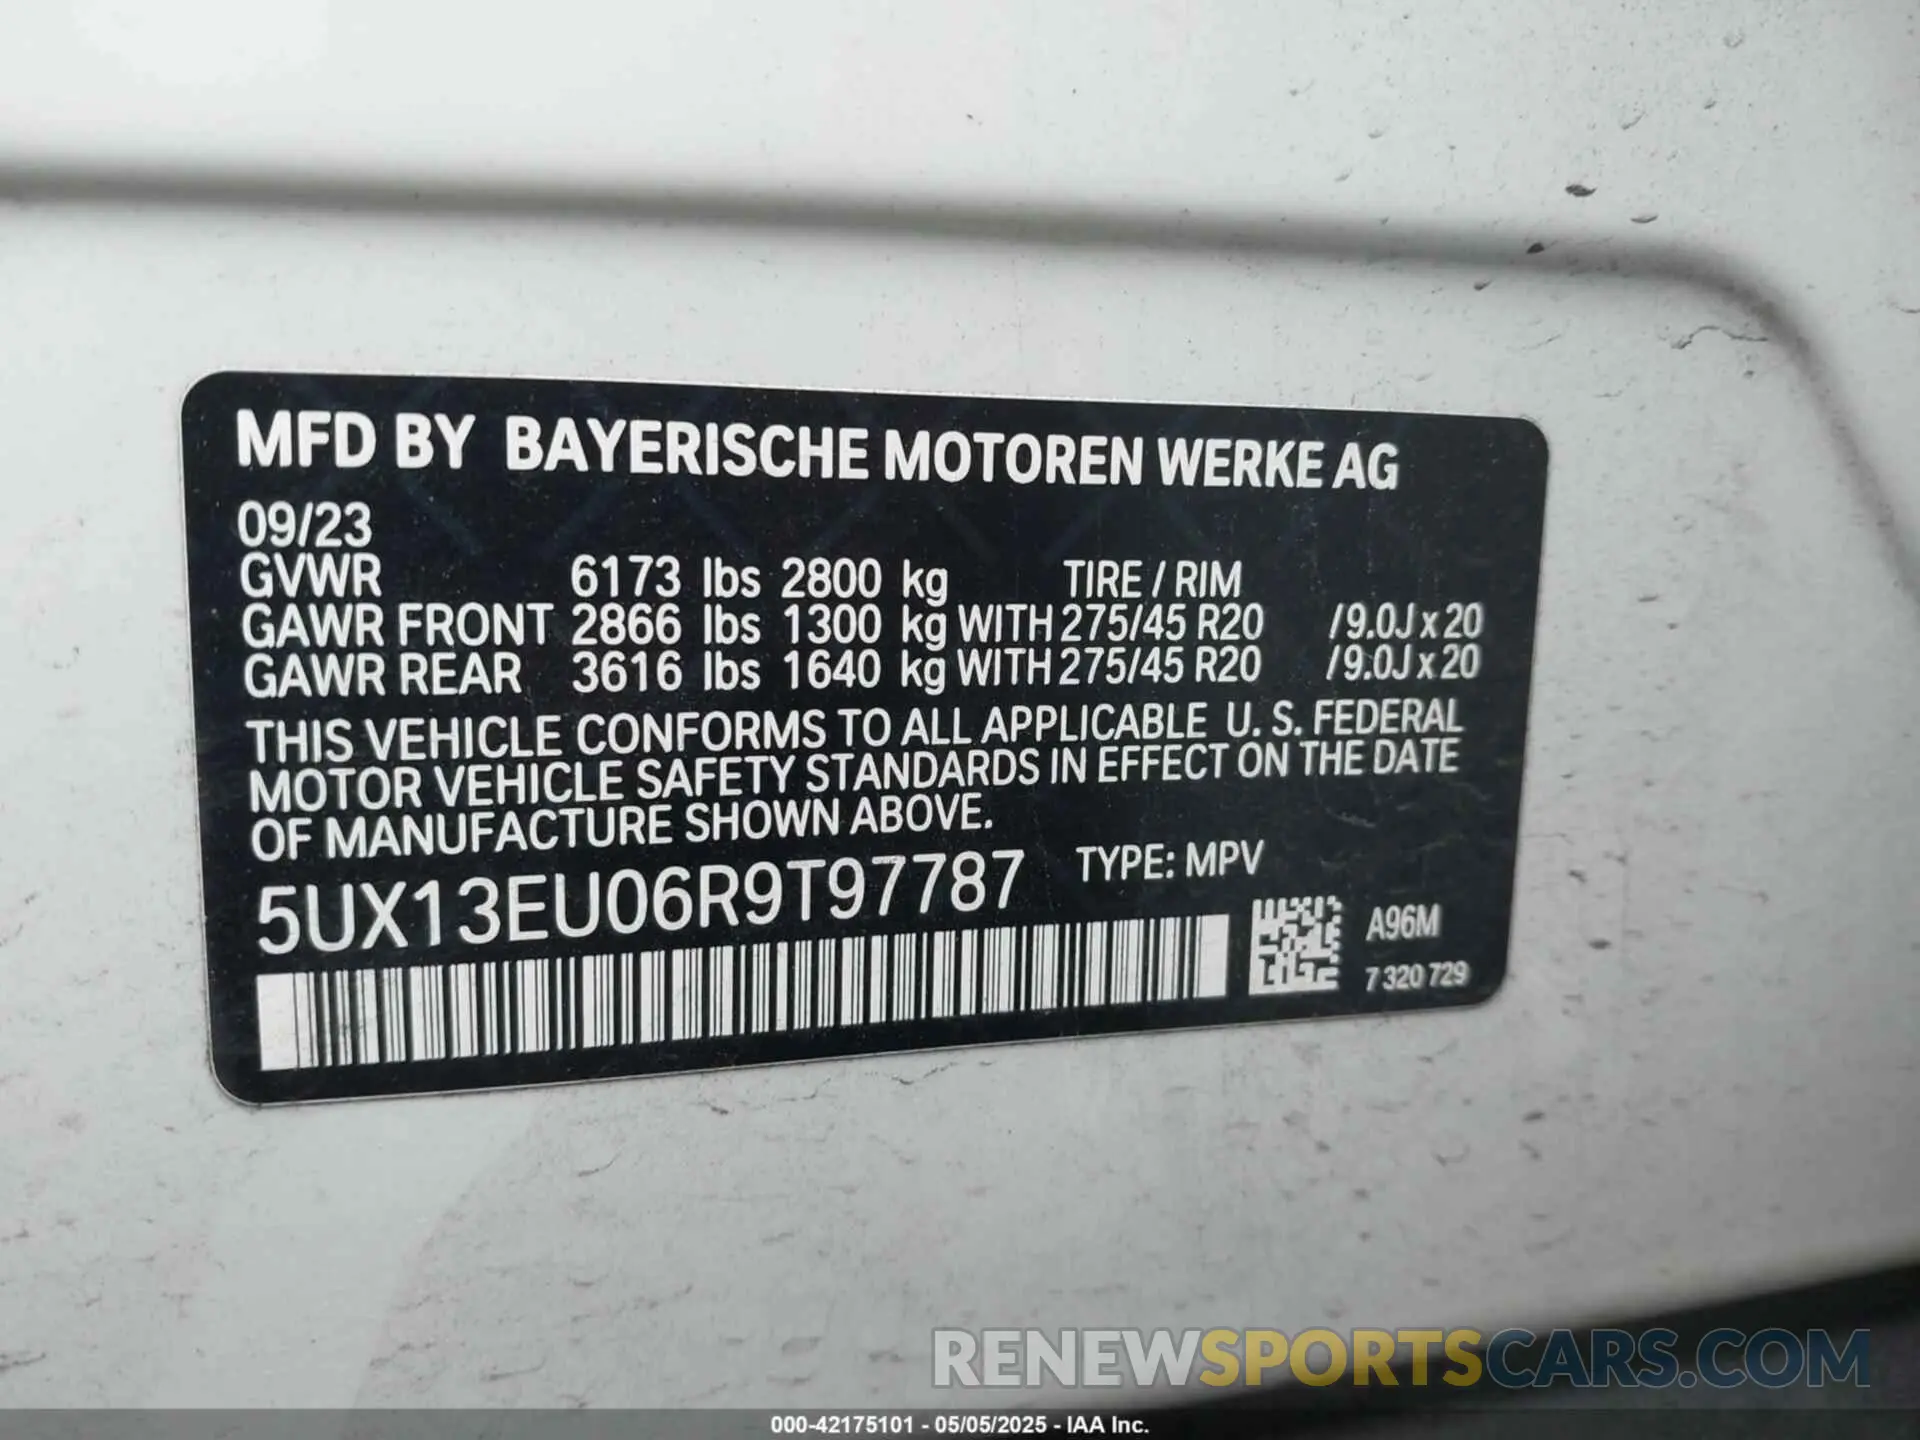 MFD BY BAYERISCHE MOTOREN WERKE AG
09/23
GVWR 6173 lbs 2800 kg TIRE / RIM
GAWR FRONT 2866 lbs 1300 kg WITH 275/45 R20 /9.0J x 20
GAWR REAR 3616 lbs 1640 kg WITH 275/45 R20 /9.0J x 20
THIS VEHICLE CONFORMS TO ALL APPLICABLE U. S. FEDERAL
MOTOR VEHICLE SAFETY STANDARDS IN EFFECT ON THE DATE
OF MANUFACTURE SHOWN ABOVE.
5UX13EU06R9T97787 TYPE: MPV
A96M
7 320 729
RENEWSPORTSCARS.COM
000-42175101 - 05/05/2025 - IAA Inc.